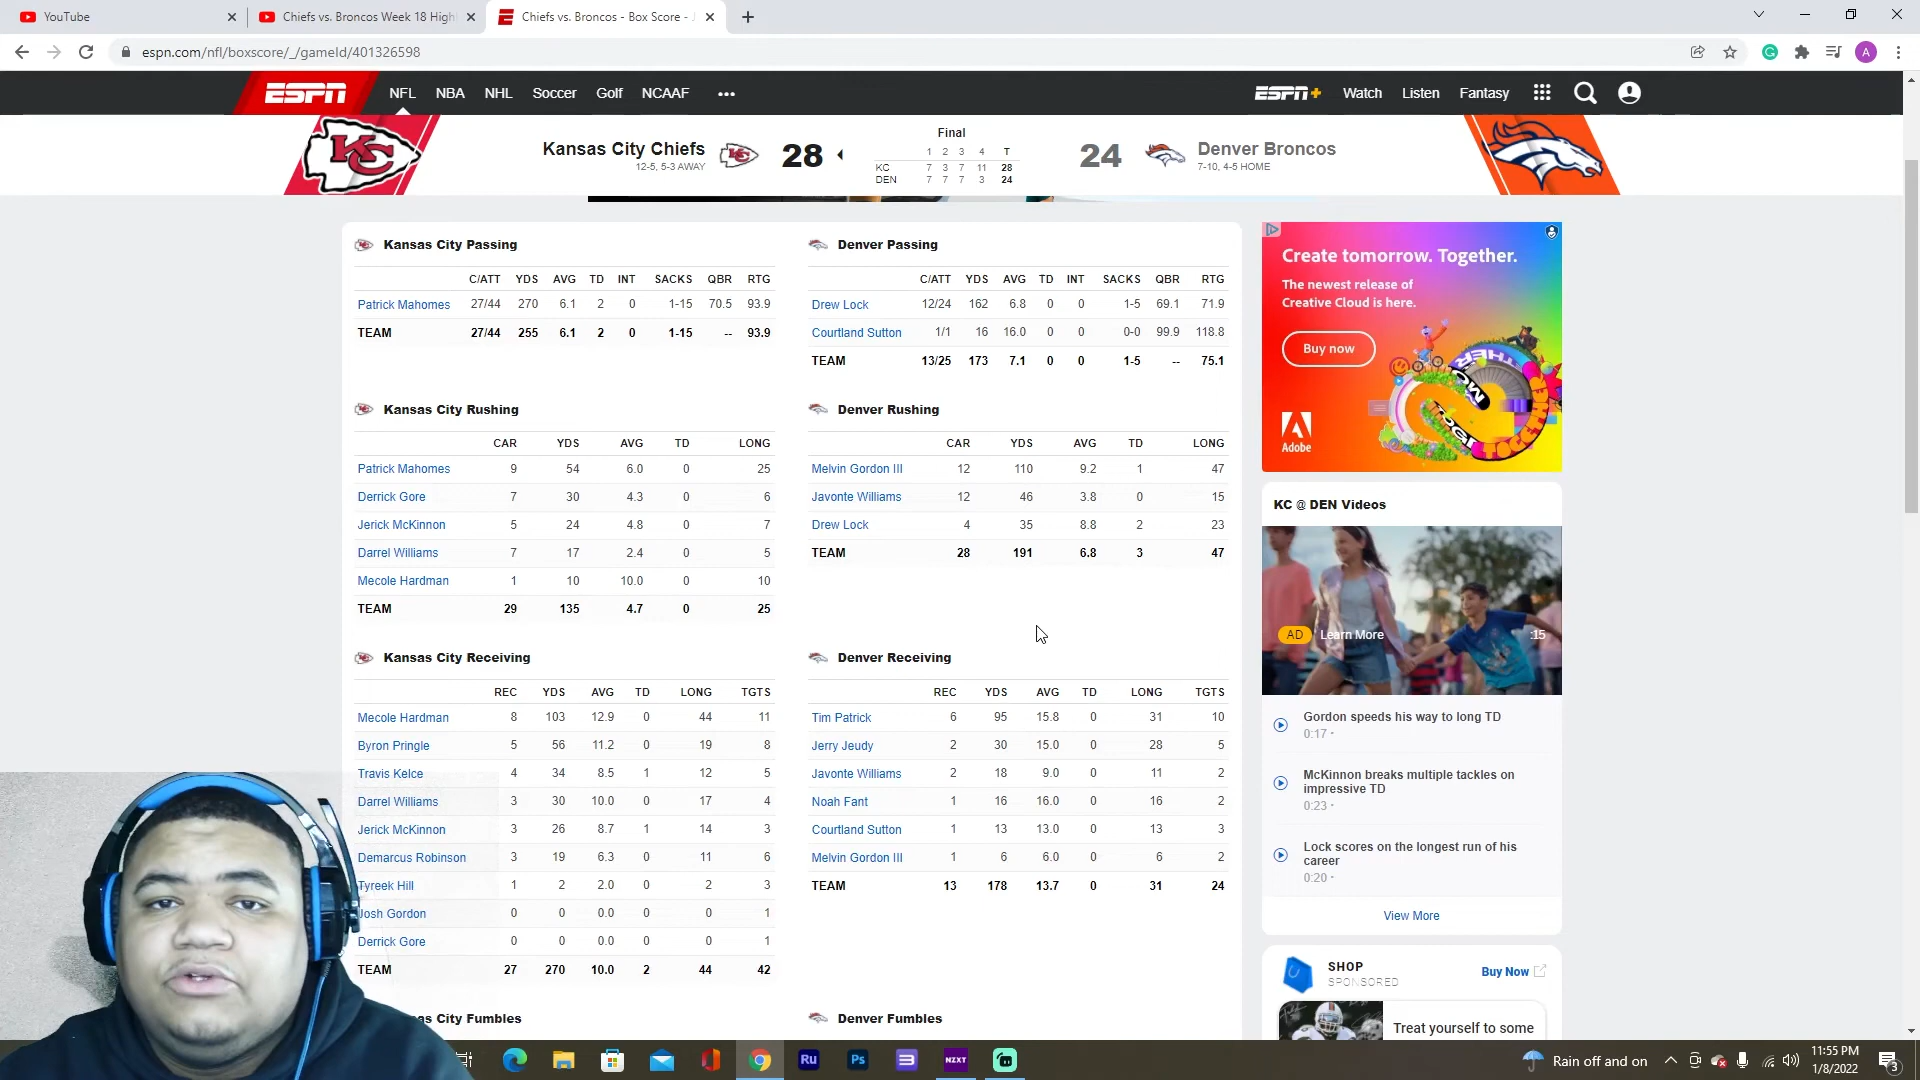 YouTube
Chiefs vs. Broncos Week 18 High
Chiefs vs. Broncos - Box Score -
espn.com/nfl/boxscore/_/gameId/401326598
A
ESPN NFL NBA NHL Soccer Golf NCAAF ESPN+ Watch Listen Fantasy
Final
KC Kansas City Chiefs 28 1 2 3 4 T 24 Denver Broncos
12-5, 5-3 AWAY KC 7 3 7 11 28 7-10, 4-5 HOME
DEN 7 7 7 3 24
Kansas City Passing
C/ATT YDS AVG TD INT SACKS QBR RTG
Patrick Mahomes 27/44 270 6.1 2 0 1-15 70.5 93.9
TEAM 27/44 255 6.1 2 0 1-15 -- 93.9
Denver Passing
C/ATT YDS AVG TD INT SACKS QBR RTG
Drew Lock 12/24 162 6.8 0 0 1-5 69.1 71.9
Courtland Sutton 1/1 16 16.0 0 0 0-0 99.9 118.8
TEAM 13/25 173 7.1 0 0 1-5 -- 75.1
Kansas City Rushing
CAR YDS AVG TD LONG
Patrick Mahomes 9 54 6.0 0 25
Derrick Gore 7 30 4.3 0 6
Jerick McKinnon 5 24 4.8 0 7
Darrel Williams 7 17 2.4 0 5
Mecole Hardman 1 10 10.0 0 10
TEAM 29 135 4.7 0 25
Denver Rushing
CAR YDS AVG TD LONG
Melvin Gordon III 12 110 9.2 1 47
Javonte Williams 12 46 3.8 0 15
Drew Lock 4 35 8.8 2 23
TEAM 28 191 6.8 3 47
Kansas City Receiving
REC YDS AVG TD LONG TGTS
Mecole Hardman 8 103 12.9 0 44 11
Byron Pringle 5 56 11.2 0 19 8
Travis Kelce 4 34 8.5 1 12 5
Darrel Williams 3 30 10.0 0 17 4
Jerick McKinnon 3 26 8.7 1 14 3
Demarcus Robinson 3 19 6.3 0 11 6
Tyreek Hill 1 2 2.0 0 2 3
Josh Gordon 0 0 0.0 0 0 1
Derrick Gore 0 0 0.0 0 0 1
TEAM 27 270 10.0 2 44 42
Denver Receiving
REC YDS AVG TD LONG TGTS
Tim Patrick 6 95 15.8 0 31 10
Jerry Jeudy 2 30 15.0 0 28 5
Javonte Williams 2 18 9.0 0 11 2
Noah Fant 1 16 16.0 0 16 2
Courtland Sutton 1 13 13.0 0 13 3
Melvin Gordon III 1 6 6.0 0 6 2
TEAM 13 178 13.7 0 31 24
as City Fumbles
Denver Fumbles
Create tomorrow. Together.
The newest release of
Creative Cloud is here.
Buy now
Adobe
KC @ DEN Videos
AD Learn More :15
Gordon speeds his way to long TD
0:17
McKinnon breaks multiple tackles on
impressive TD
0:23
Lock scores on the longest run of his
career
0:20
View More
SHOP
SPONSORED
Buy Now
Treat yourself to some
Ru Ps NZXT
Rain off and on
11:55 PM
1/8/2022
3